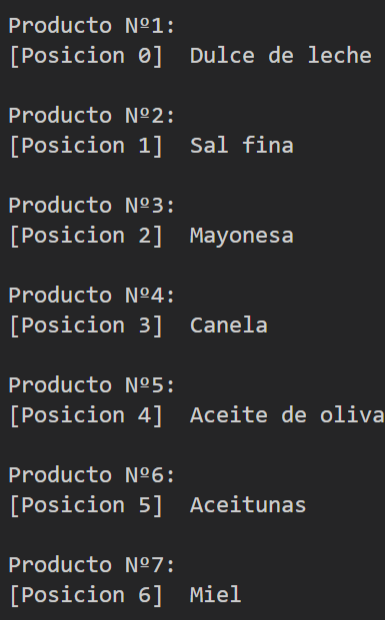 Producto Nº1:
[Posicion 0]  Dulce de leche
Producto Nº2:
[Posicion 1]  Sal fina
Producto Nº3:
[Posicion 2]  Mayonesa
Producto Nº4:
[Posicion 3]  Canela
Producto Nº5:
[Posicion 4]  Aceite de oliva
Producto Nº6:
[Posicion 5]  Aceitunas
Producto Nº7:
[Posicion 6]  Miel